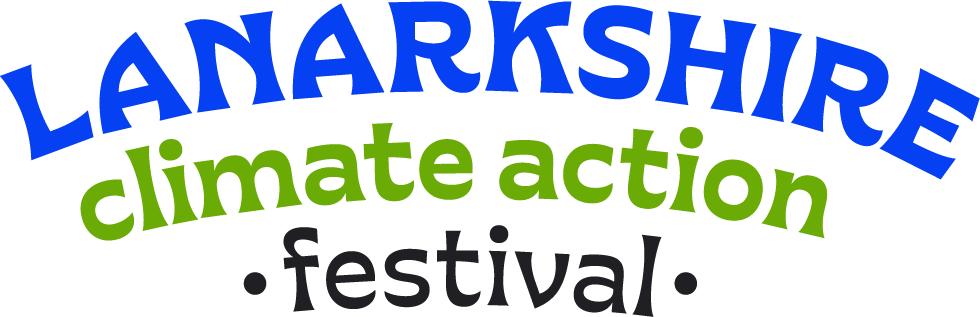 LANARKSHIRE
climate action
• festival •